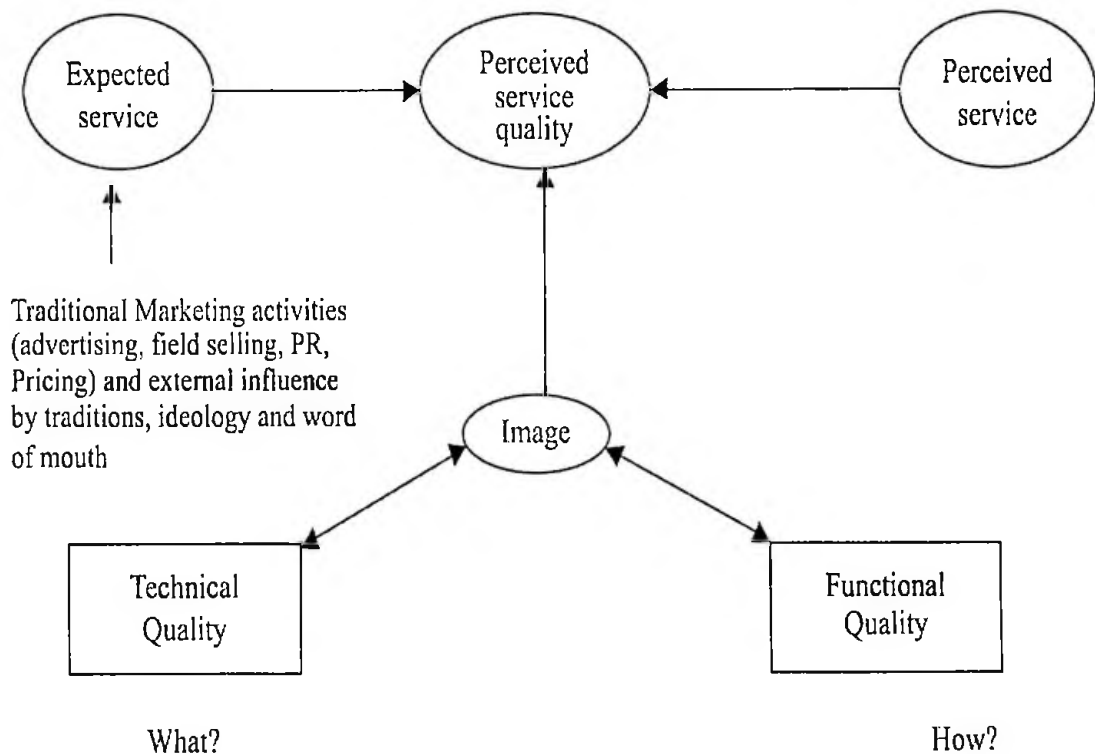 Expected
service
Perceived
service
quality
Perceived
service
Traditional Marketing activities
(advertising, field selling, PR,
Pricing) and external influence
by traditions, ideology and word
of mouth
Image
Technical
Quality
Functional
Quality
What?
How?